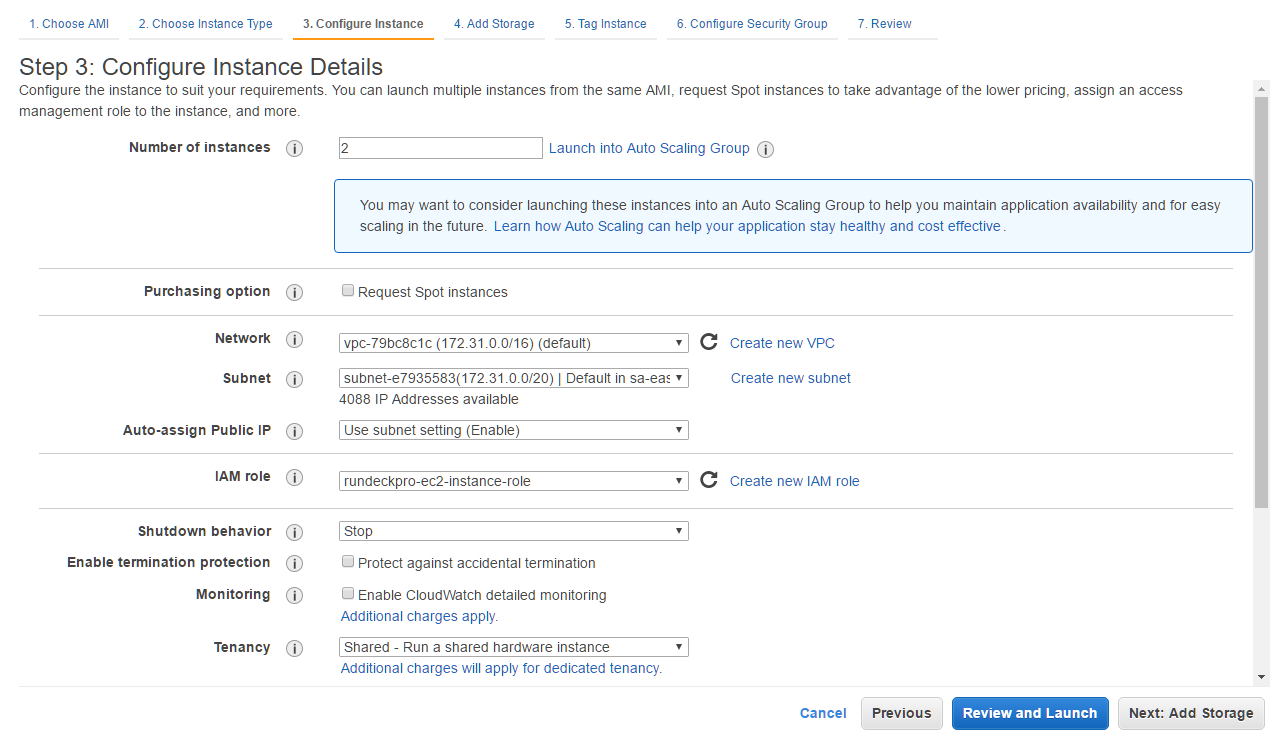 1. Choose AMI 2. Choose Instance Type 3. Configure Instance 4. Add Storage 5. Tag Instance 6. Configure Security Group 7. Review
Step 3: Configure Instance Details
Configure the instance to suit your requirements. You can launch multiple instances from the same AMI, request Spot instances to take advantage of the lower pricing, assign an access
management role to the instance, and more.
Number of instances i 2 Launch into Auto Scaling Group i
You may want to consider launching these instances into an Auto Scaling Group to help you maintain application availability and for easy
scaling in the future. Learn how Auto Scaling can help your application stay healthy and cost effective.
Purchasing option i Request Spot instances
Network i vpc-79bc8c1c (172.31.0.0/16) (default) Create new VPC
Subnet i subnet-e7935583(172.31.0.0/20) | Default in sa-eas Create new subnet
4088 IP Addresses available
Auto-assign Public IP i Use subnet setting (Enable)
IAM role i rundeckpro-ec2-instance-role Create new IAM role
Shutdown behavior i Stop
Enable termination protection i Protect against accidental termination
Monitoring i Enable CloudWatch detailed monitoring
Additional charges apply.
Tenancy i Shared - Run a shared hardware instance
Additional charges will apply for dedicated tenancy.
Cancel Previous Review and Launch Next: Add Storage